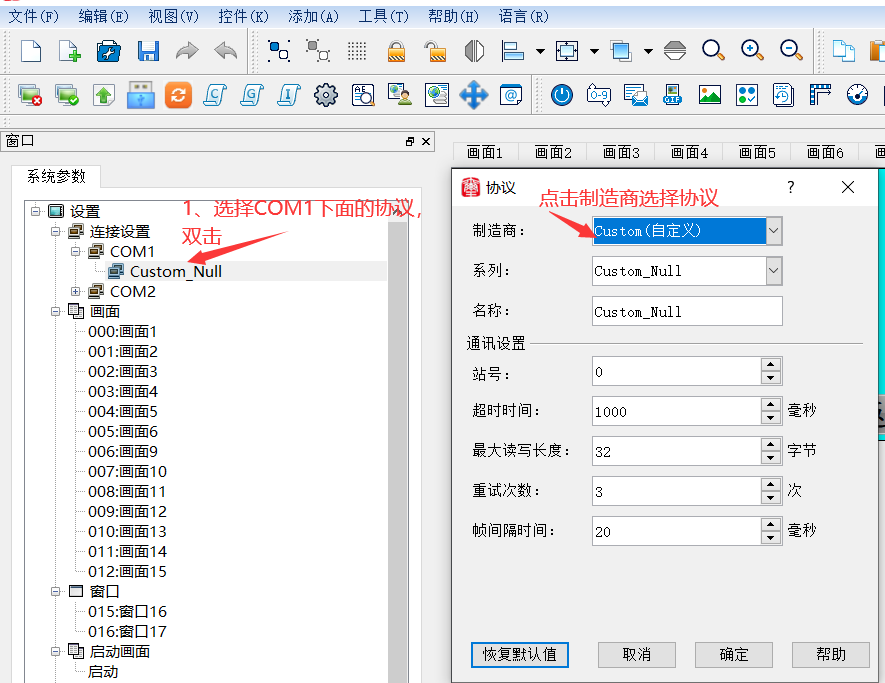 文件(F) 编辑(E) 视图(V) 控件(K) 添加(A) 工具(T) 帮助(H) 语言(R)
窗口
画面1 画面2 画面3 画面4 画面5 画面6
系统参数
设置
连接设置
COM1
Custom_Null
COM2
画面
000:画面1
001:画面2
002:画面3
003:画面4
004:画面5
005:画面6
006:画面9
007:画面10
008:画面11
009:画面12
010:画面13
011:画面14
012:画面15
窗口
015:窗口16
016:窗口17
启动画面
启动
1、选择COM1下面的协议，
双击
协议 ?
点击制造商选择协议
制造商: Custom(自定义)
系列: Custom_Null
名称: Custom_Null
通讯设置
站号: 0
超时时间: 1000 毫秒
最大读写长度: 32 字节
重试次数: 3 次
帧间隔时间: 20 毫秒
恢复默认值 取消 确定 帮助